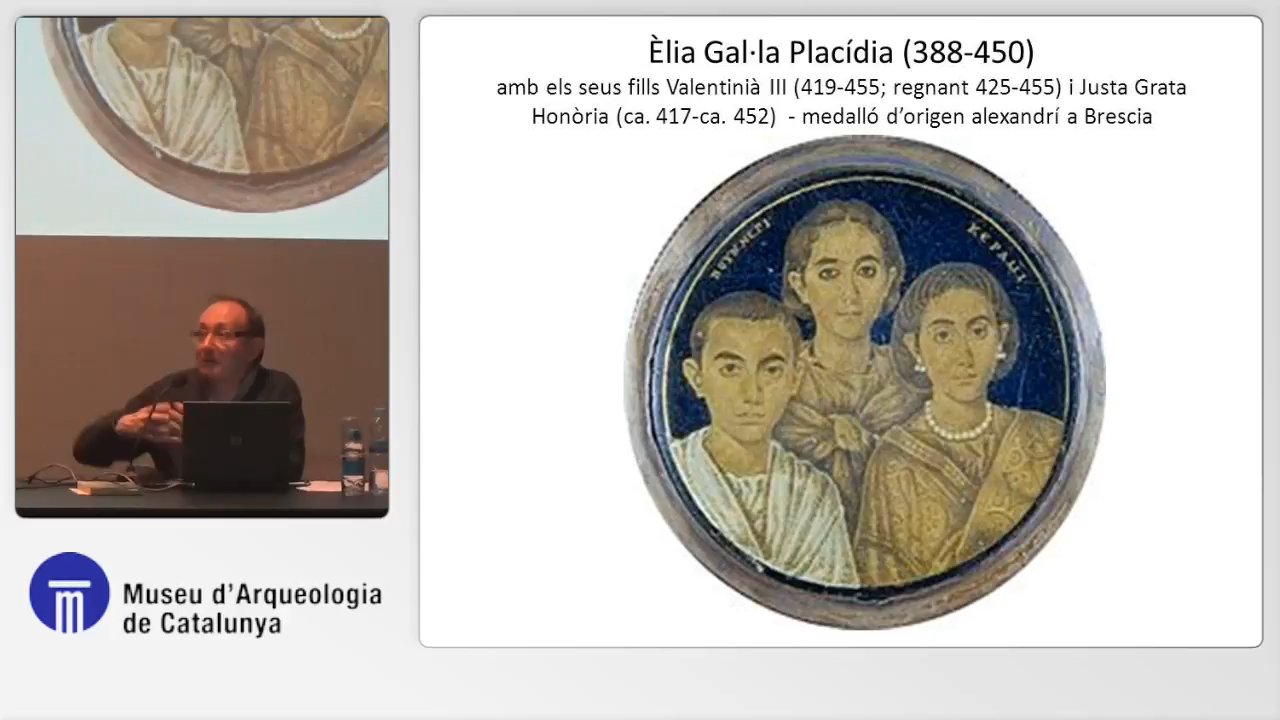 Èlia Gal·la Placídia (388-450)
amb els seus fills Valentinià III (419-455; regnant 425-455) i Justa Grata
Honòria (ca. 417-ca. 452) - medalló d’origen alexandrí a Brescia
ΚΕΡΑΜΙ
Museu d’Arqueologia
de Catalunya